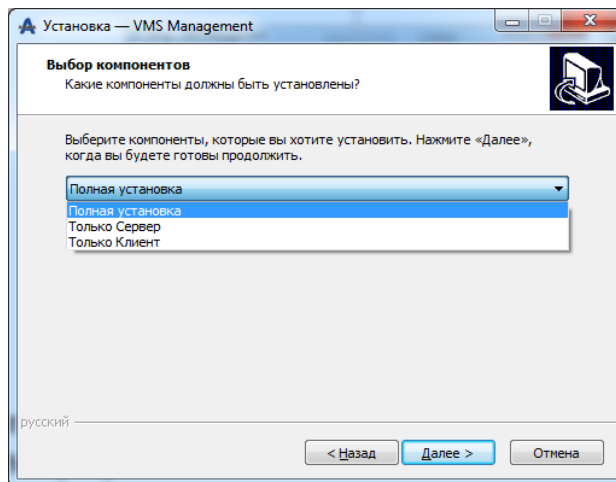 Установка — VMS Management
Выбор компонентов
Какие компоненты должны быть установлены?
Выберите компоненты, которые вы хотите установить. Нажмите «Далее»,
когда вы будете готовы продолжить.
Полная установка
Полная установка
Только Сервер
Только Клиент
русский
< Назад
Далее >
Отмена